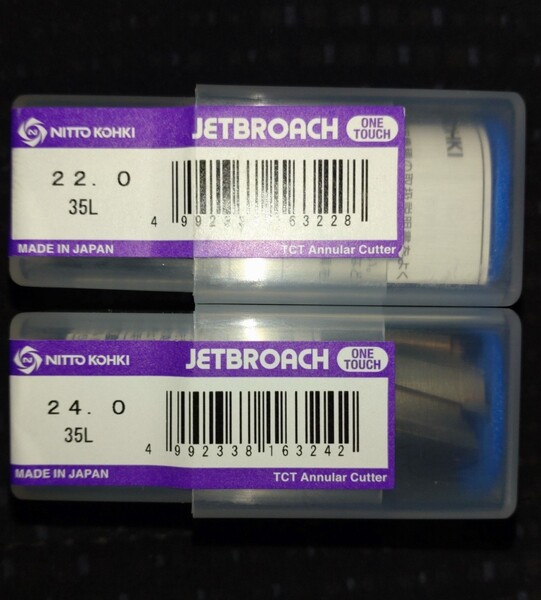 NITTO KOHKI JETBROACH ONE TOUCH
22. 0
35L
MADE IN JAPAN TCT Annular Cutter
NITTO KOHKI JETBROACH ONE TOUCH
24. 0
35L
4 992338 163242
MADE IN JAPAN TCT Annular Cutter